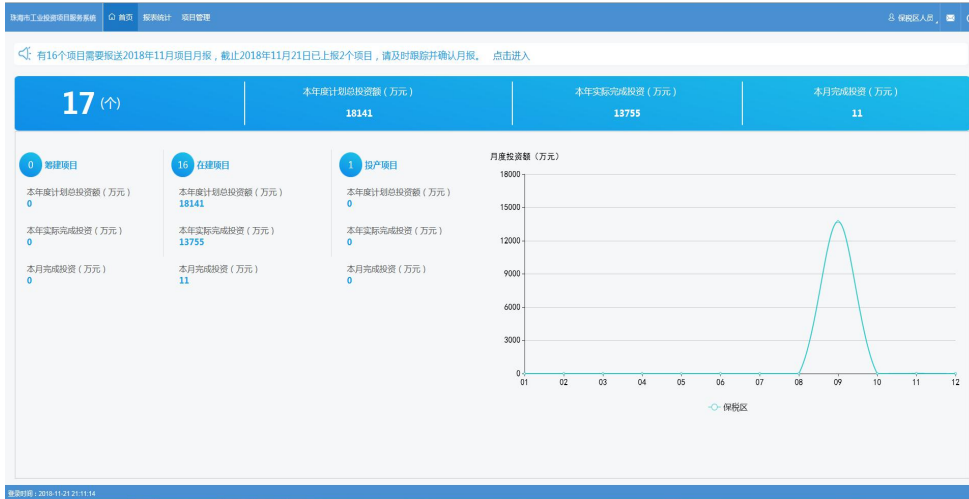 珠海市工业投资项目服务系统 首页 报表统计 项目管理 保税区人员
有16个项目需要报送2018年11月项目月报，截止2018年11月21日已上报2个项目，请及时跟踪并确认月报。 点击进入
17（个）
本年度计划总投资额（万元） 本年实际完成投资（万元） 本月完成投资（万元）
18141 13755 11
0 筹建项目 16 在建项目 1 投产项目
本年度计划总投资额（万元） 本年度计划总投资额（万元） 本年度计划总投资额（万元）
0 18141 0
本年实际完成投资（万元） 本年实际完成投资（万元） 本年实际完成投资（万元）
0 13755 0
本月完成投资（万元） 本月完成投资（万元） 本月完成投资（万元）
0 11 0
月度投资额（万元）
18000
15000
12000
9000
6000
3000
0
01 02 03 04 05 06 07 08 09 10 11 12
保税区
登录时间：2018-11-21 21:11:14